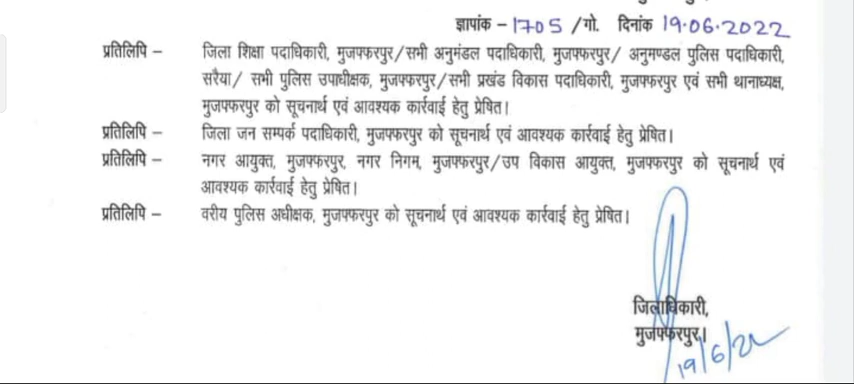 ज्ञापांक - 1705 /गो. दिनांक 19.06.2022
प्रतिलिपि – जिला शिक्षा पदाधिकारी, मुजफ्फरपुर/सभी अनुमंडल पदाधिकारी, मुजफ्फरपुर/ अनुमण्डल पुलिस पदाधिकारी,
सरैया/ सभी पुलिस उपाधीक्षक, मुजफ्फरपुर/सभी प्रखंड विकास पदाधिकारी, मुजफ्फरपुर एवं सभी थानाध्यक्ष,
मुजफ्फरपुर को सूचनार्थ एवं आवश्यक कार्रवाई हेतु प्रेषित।
प्रतिलिपि – जिला जन सम्पर्क पदाधिकारी, मुजफ्फरपुर को सूचनार्थ एवं आवश्यक कार्रवाई हेतु प्रेषित।
प्रतिलिपि – नगर आयुक्त, मुजफ्फरपुर, नगर निगम, मुजफ्फरपुर/उप विकास आयुक्त, मुजफ्फरपुर को सूचनार्थ एवं
आवश्यक कार्रवाई हेतु प्रेषित।
प्रतिलिपि – वरीय पुलिस अधीक्षक, मुजफ्फरपुर को सूचनार्थ एवं आवश्यक कार्रवाई हेतु प्रेषित।
जिलाधिकारी,
मुजफ्फरपुर।
19/6/22